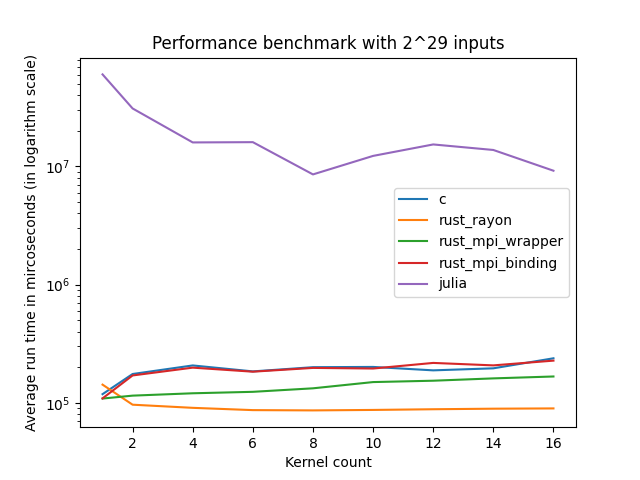 Performance benchmark with 2^29 inputs
Average run time in mircoseconds (in logarithm scale)
10^7
10^6
10^5
c
rust_rayon
rust_mpi_wrapper
rust_mpi_binding
julia
2 4 6 8 10 12 14 16
Kernel count